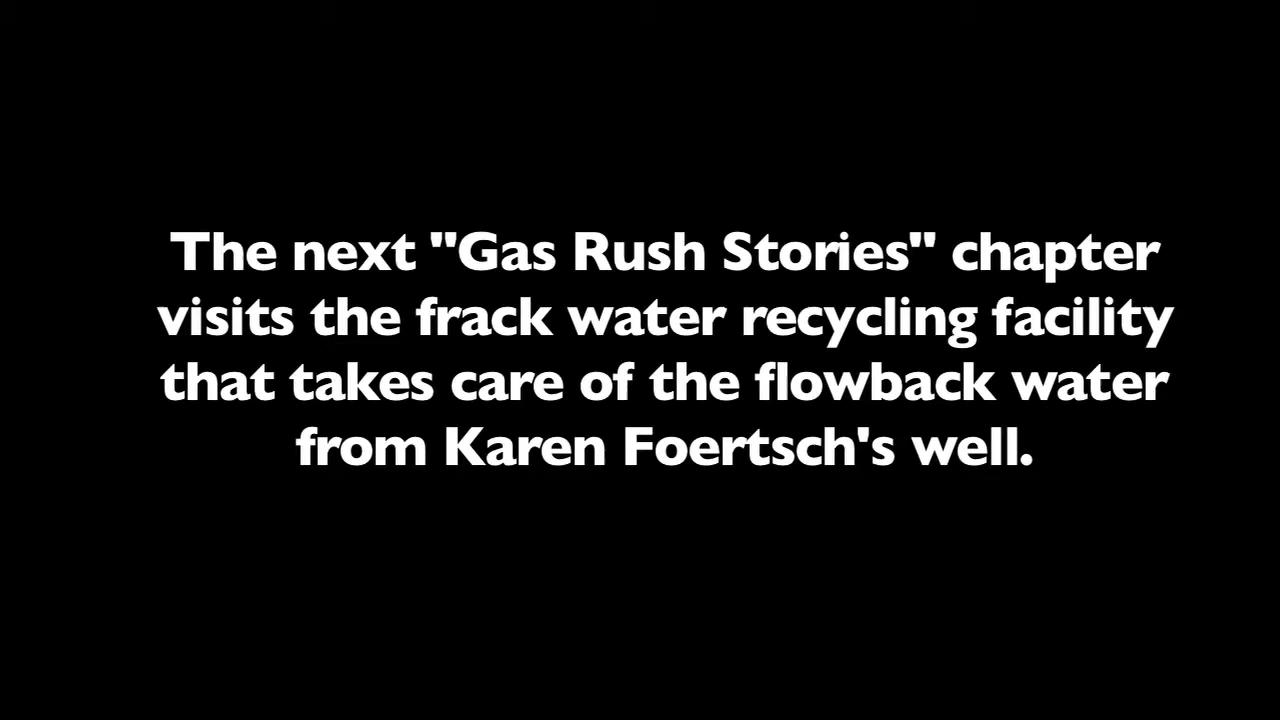 The next "Gas Rush Stories" chapter
visits the frack water recycling facility
that takes care of the flowback water
from Karen Foertsch's well.